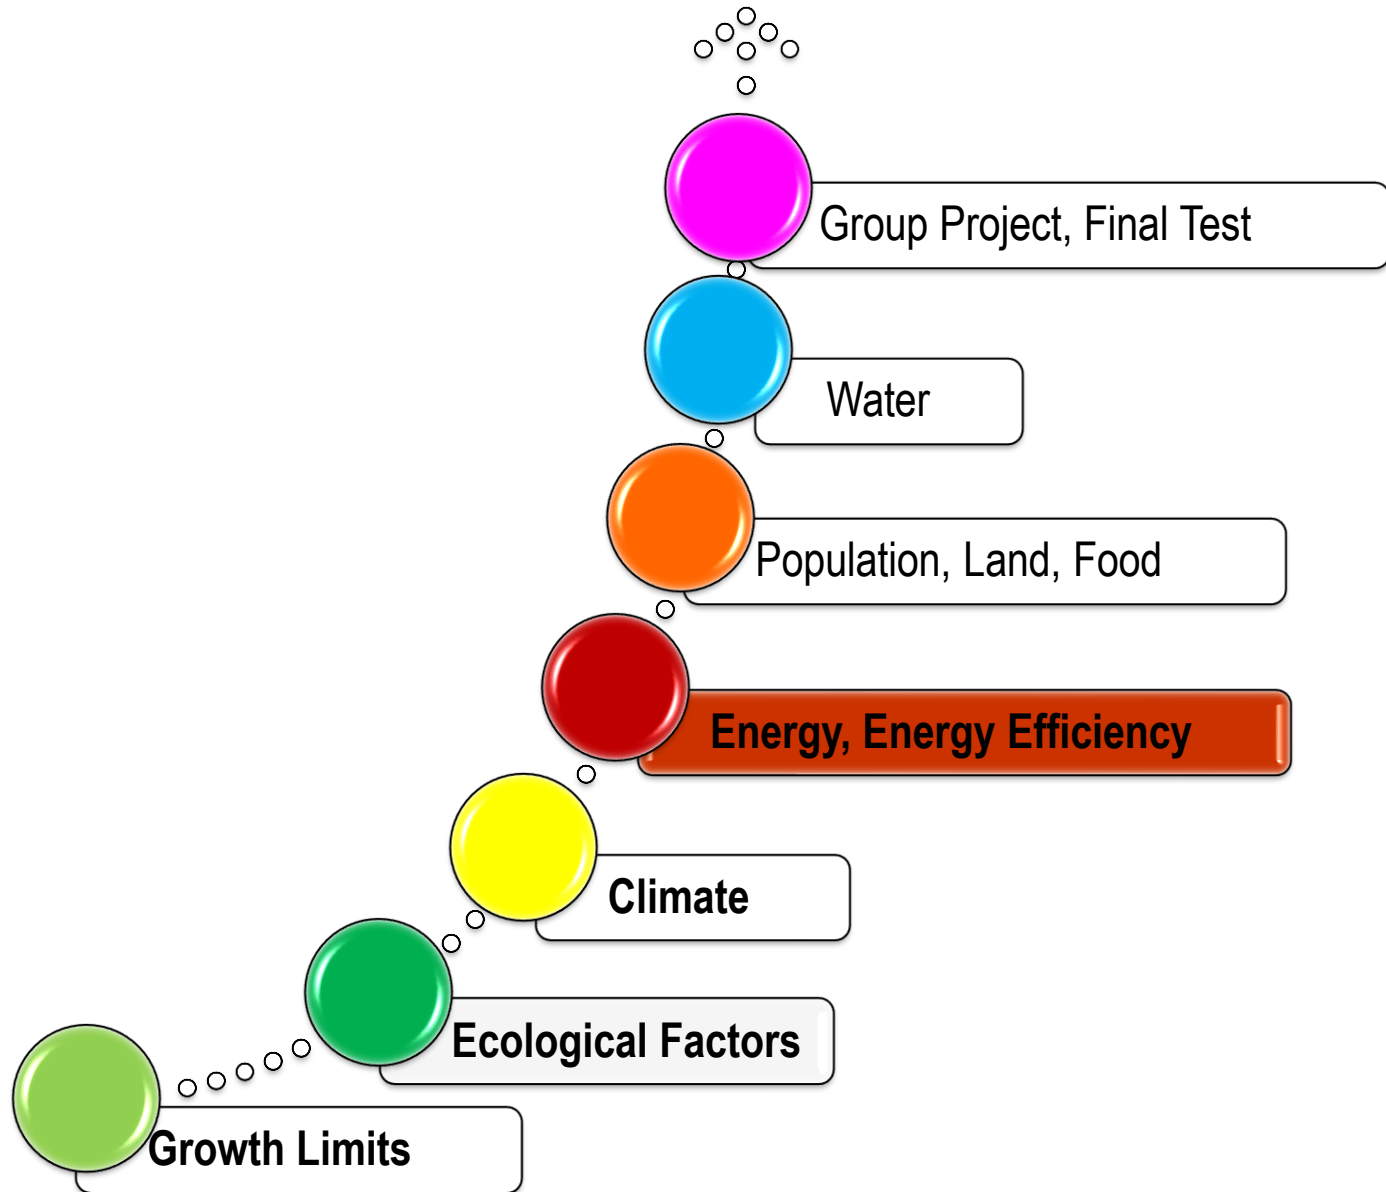 Group Project, Final Test
Water
Population, Land, Food
Energy, Energy Efficiency
Climate
Ecological Factors
Growth Limits